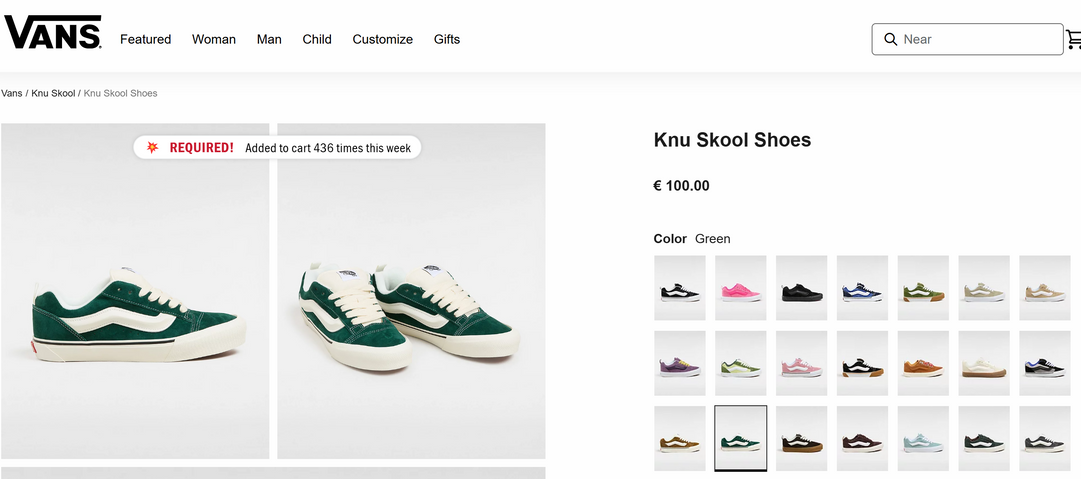 VANS
Featured Woman Man Child Customize Gifts
Near
Vans / Knu Skool / Knu Skool Shoes
REQUIRED! Added to cart 436 times this week
Knu Skool Shoes
€ 100.00
Color Green